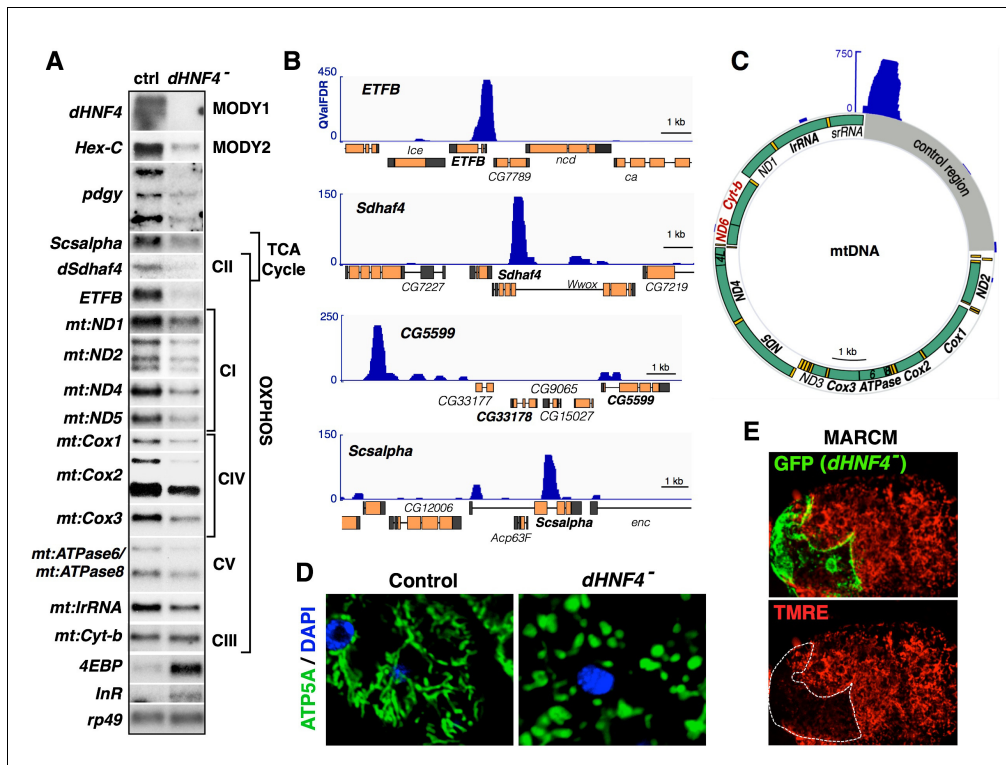 A
ctrl dHNF4⁻
dHNF4 MODY1
Hex-C MODY2
pdgy
Scsalpha
TCA
Cycle
dSdhaf4 CII
ETFB
mt:ND1
mt:ND2
CI
mt:ND4
mt:ND5
OXPHOS
mt:Cox1
mt:Cox2
CIV
mt:Cox3
mt:ATPase6/
mt:ATPase8
CV
mt:lrRNA
mt:Cyt-b CIII
4EBP
InR
rp49
B
450
QValFDR
0
ETFB
1 kb
Ice ETFB CG7789 ncd ca
150
0
Sdhaf4
1 kb
CG7227 Sdhaf4 Wwox CG7219
250
0
CG5599
1 kb
CG33177 CG33178 CG9065 CG15027 CG5599
150
0
Scsalpha
1 kb
CG12006 Acp63F Scsalpha enc
C
750
0
control region
srRNA
lrRNA
ND1
Cyt-b
ND6
4L
ND4
ND5
ND3
Cox3
ATPase
6
8
Cox2
Cox1
ND2
mtDNA
1 kb
D
Control dHNF4⁻
ATP5A / DAPI
E
MARCM
GFP (dHNF4⁻)
TMRE